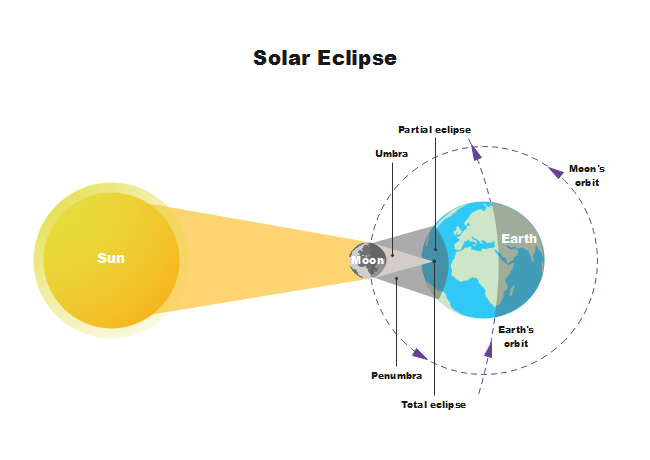 Solar Eclipse
Partial eclipse
Umbra
Moon's
orbit
Earth
Sun
Moon
Earth's
orbit
Penumbra
Total eclipse